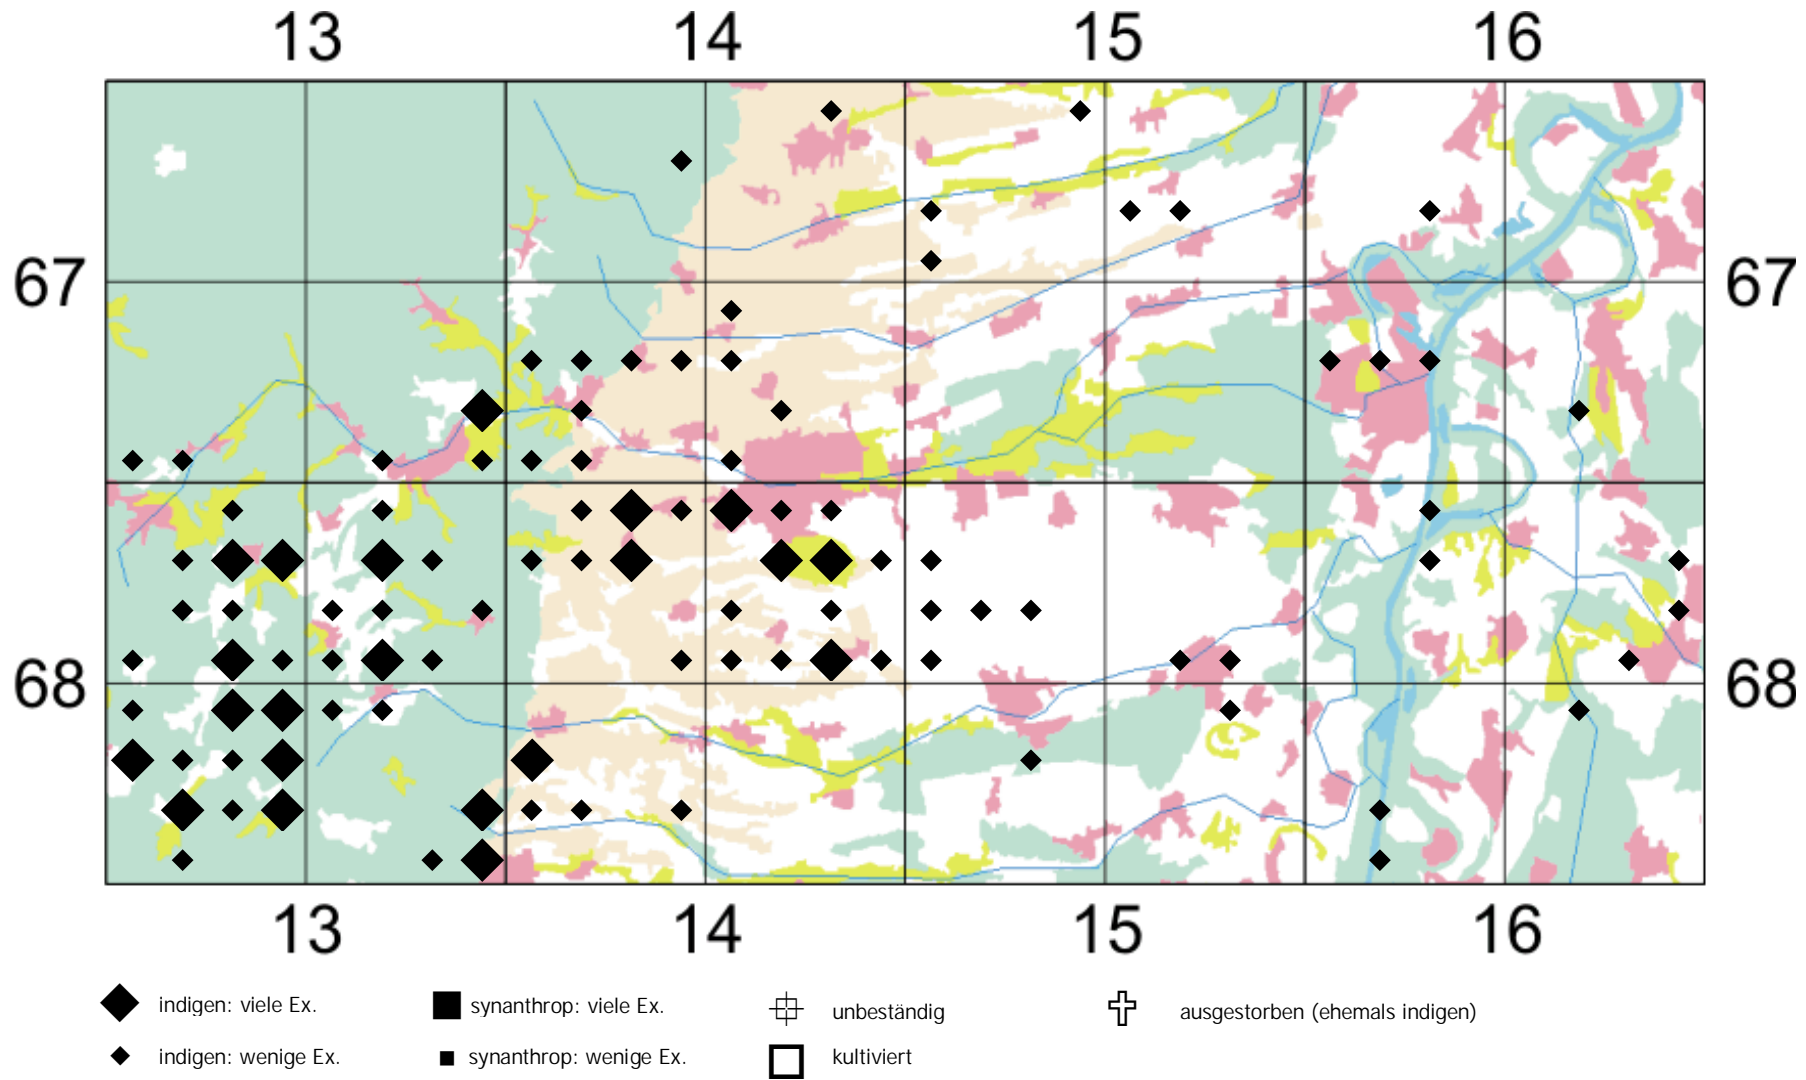 13 14 15 16
67 67
68 68
13 14 15 16
indigen: viele Ex. synanthrop: viele Ex. unbeständig ausgestorben (ehemals indigen)
indigen: wenige Ex. synanthrop: wenige Ex. kultiviert